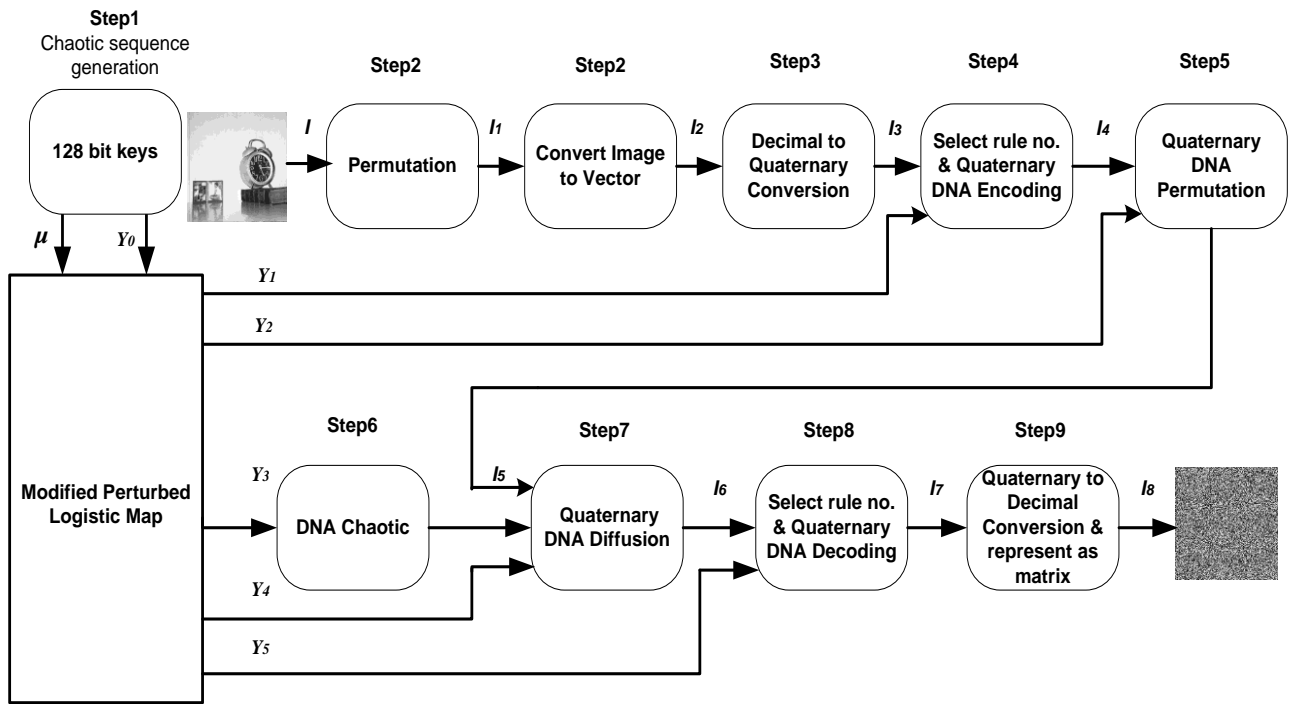 Step1
Chaotic sequence
generation
128 bit keys
μ
Y0
I
Step2
Permutation
I1
Step2
Convert Image
to Vector
I2
Step3
Decimal to
Quaternary
Conversion
I3
Step4
Select rule no.
& Quaternary
DNA Encoding
I4
Step5
Quaternary
DNA
Permutation
Y1
Y2
Modified Perturbed
Logistic Map
Y3
Step6
DNA Chaotic
Y4
Y5
I5
Step7
Quaternary
DNA Diffusion
I6
Step8
Select rule no.
& Quaternary
DNA Decoding
I7
Step9
Quaternary to
Decimal
Conversion &
represent as
matrix
I8